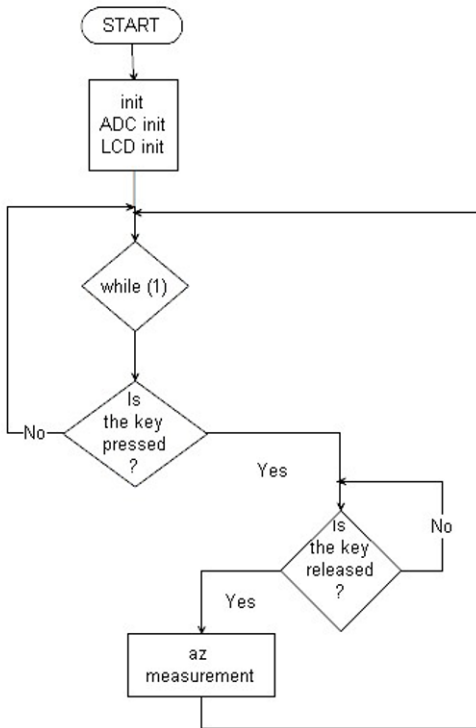 START
init
ADC init
LCD init
while (1)
Is
the key
pressed
?
No
Yes
Is
the key
released
?
No
Yes
az
measurement